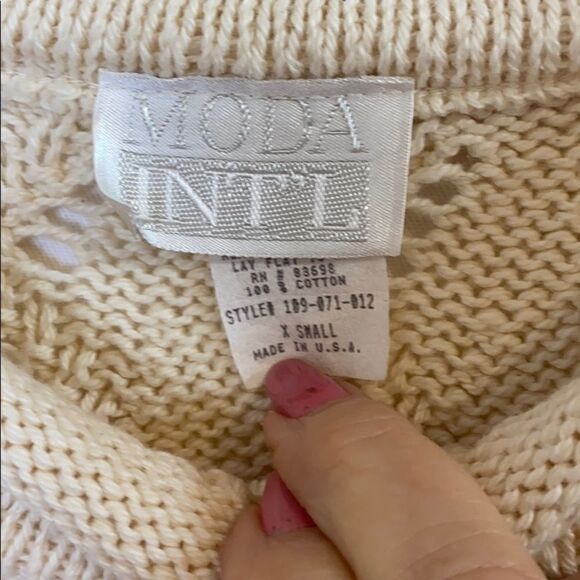 MODA
INT'L
LAY FLAT
RN # 83698
100 % COTTON
STYLE# 109-071-012
X SMALL
MADE IN U.S.A.